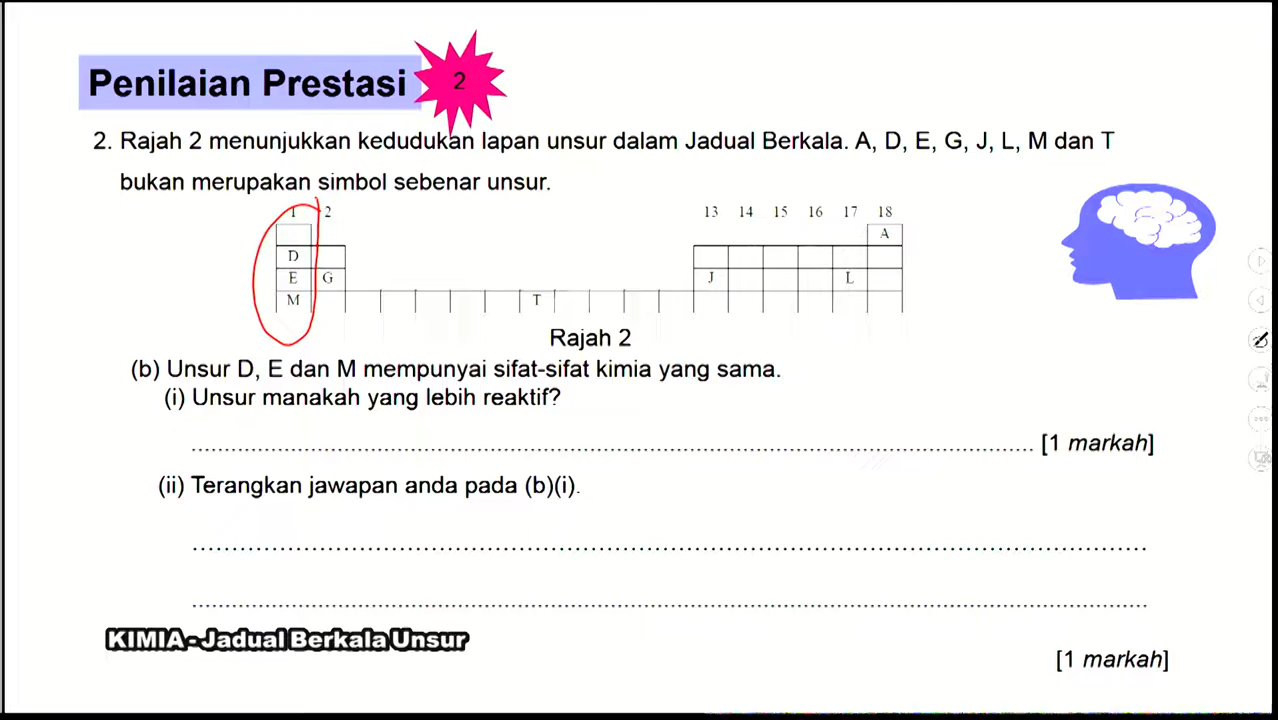 Penilaian Prestasi 2
2. Rajah 2 menunjukkan kedudukan lapan unsur dalam Jadual Berkala. A, D, E, G, J, L, M dan T
bukan merupakan simbol sebenar unsur.
1 2 13 14 15 16 17 18
A
D
E G J L
M T
Rajah 2
(b) Unsur D, E dan M mempunyai sifat-sifat kimia yang sama.
(i) Unsur manakah yang lebih reaktif?
[1 markah]
(ii) Terangkan jawapan anda pada (b)(i).
KIMIA - Jadual Berkala Unsur
[1 markah]